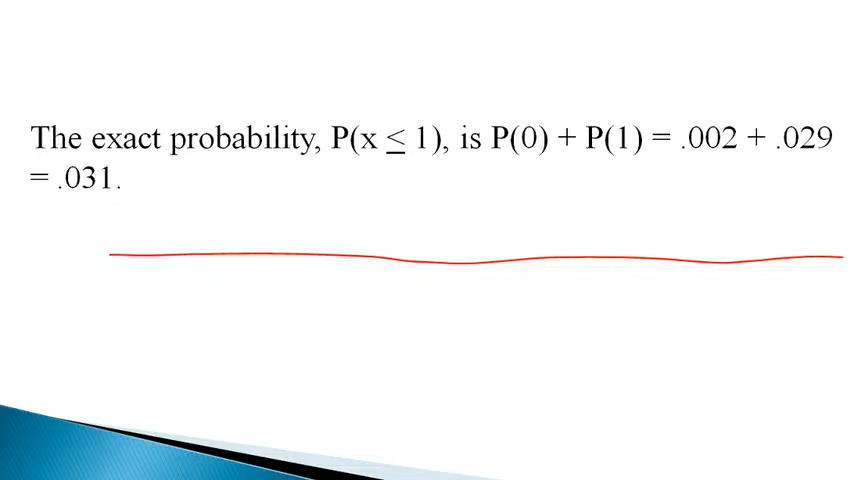 The exact probability, P(x ≤ 1), is P(0) + P(1) = .002 + .029
= .031.